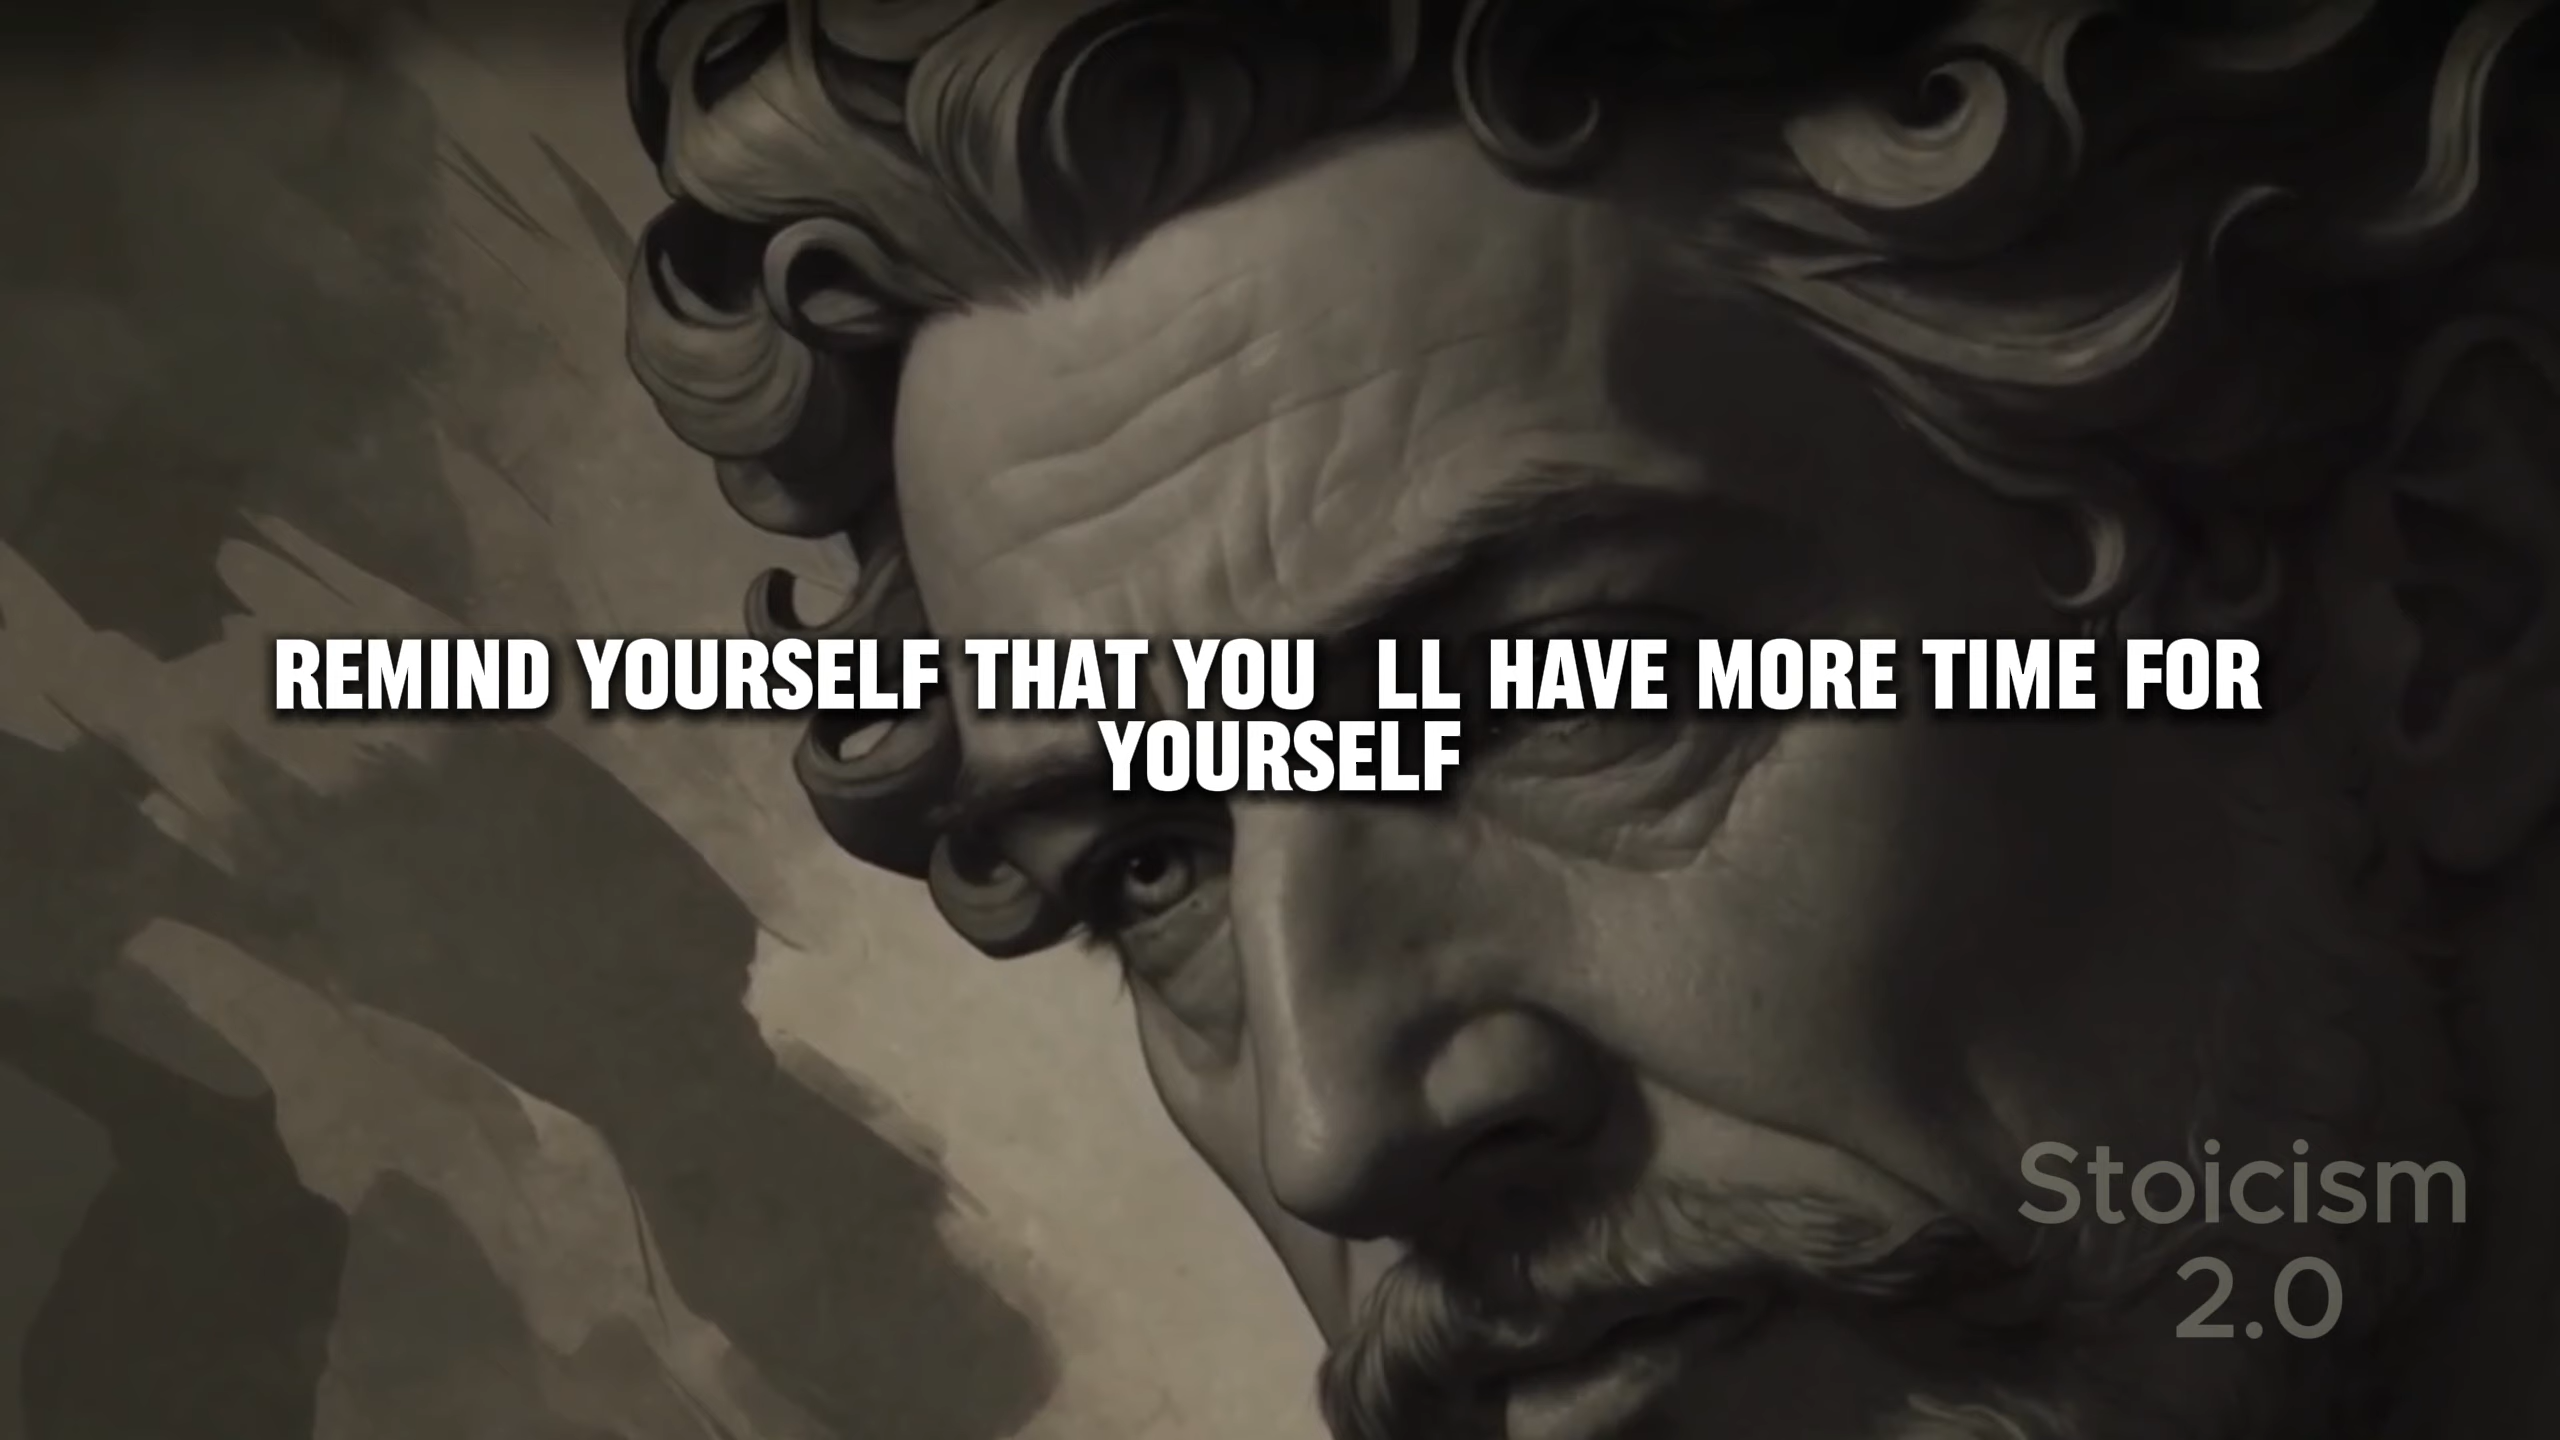 REMIND YOURSELF THAT YOU LL HAVE MORE TIME FOR
YOURSELF
Stoicism
2.0